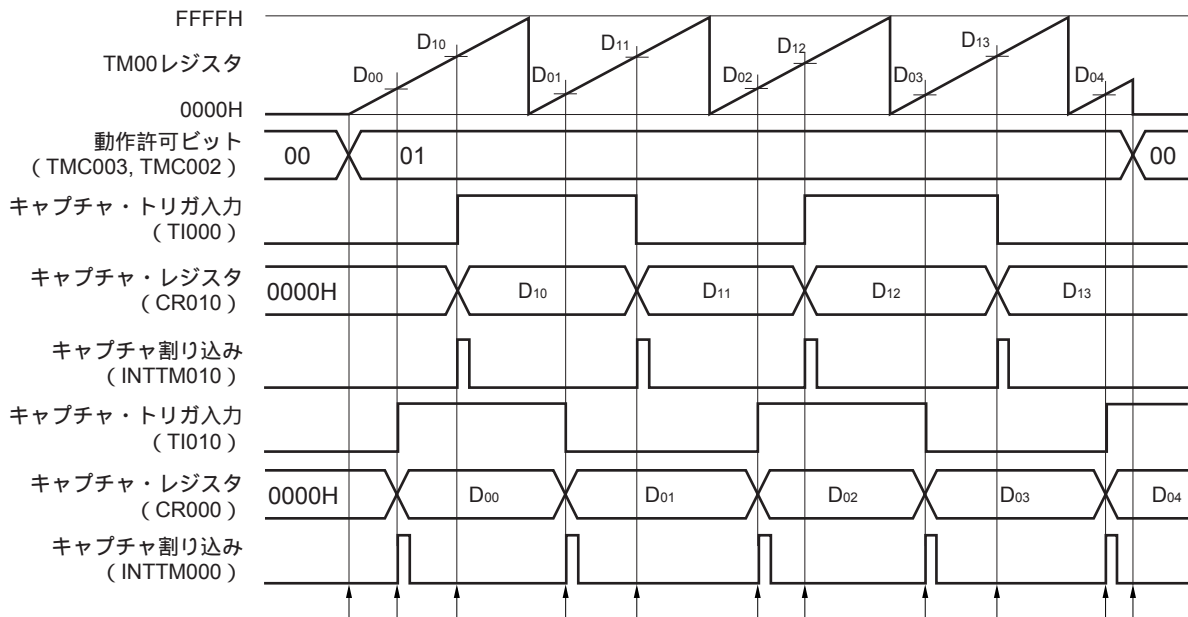 FFFFH
TM00レジスタ
0000H
D10 D11 D12 D13
D00 D01 D02 D03 D04
動作許可ビット
（TMC003, TMC002）
00 01 00
キャプチャ・トリガ入力
（TI000）
キャプチャ・レジスタ
（CR010）
0000H D10 D11 D12 D13
キャプチャ割り込み
（INTTM010）
キャプチャ・トリガ入力
（TI010）
キャプチャ・レジスタ
（CR000）
0000H D00 D01 D02 D03 D04
キャプチャ割り込み
（INTTM000）